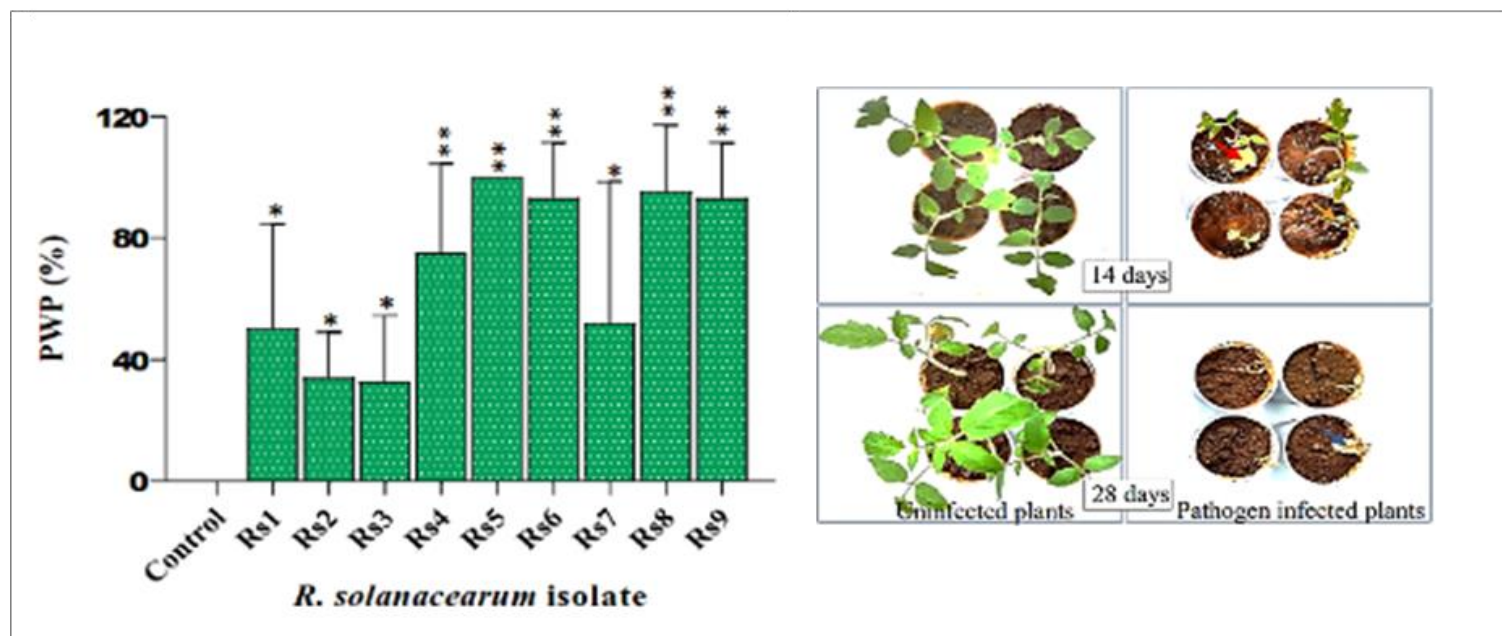 120
80
40
0
PWP (%)
*
*
*
**
**
**
*
**
**
Control
Rs1
Rs2
Rs3
Rs4
Rs5
Rs6
Rs7
Rs8
Rs9
R. solanacearum isolate
14 days
28 days
Uninfected plants
Pathogen infected plants